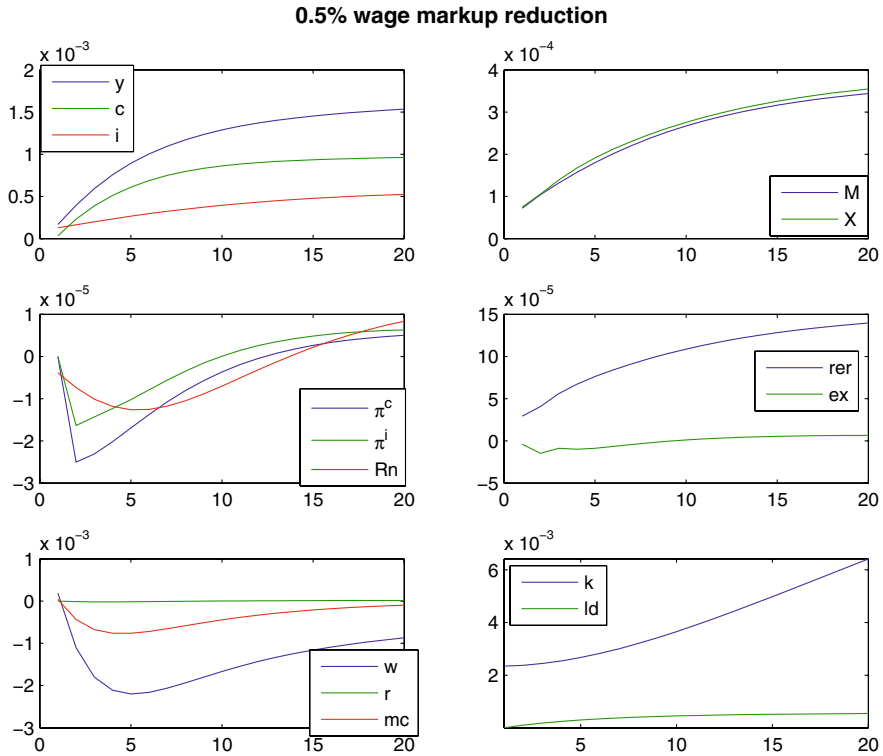 0.5% wage markup reduction
x 10⁻³
2
1.5
1
0.5
0
0 5 10 15 20
y
c
i
x 10⁻⁴
4
3
2
1
0
0 5 10 15 20
M
X
x 10⁻⁵
1
0
−1
−2
−3
0 5 10 15 20
πᶜ
πⁱ
Rn
x 10⁻⁵
15
10
5
0
−5
0 5 10 15 20
rer
ex
x 10⁻³
1
0
−1
−2
−3
0 5 10 15 20
w
r
mc
x 10⁻³
6
4
2
5 10 15 20
k
ld